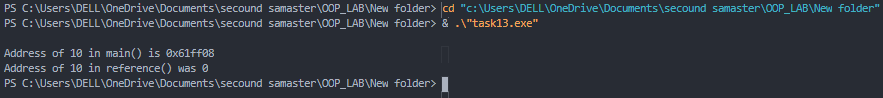 PS C:\Users\DELL\OneDrive\Documents\secound samaster\OOP_LAB\New folder> cd "c:\Users\DELL\OneDrive\Documents\secound samaster\OOP_LAB\New folder"
PS C:\Users\DELL\OneDrive\Documents\secound samaster\OOP_LAB\New folder> & .\"task13.exe"
Address of 10 in main() is 0x61ff08
Address of 10 in reference() was 0
PS C:\Users\DELL\OneDrive\Documents\secound samaster\OOP_LAB\New folder>